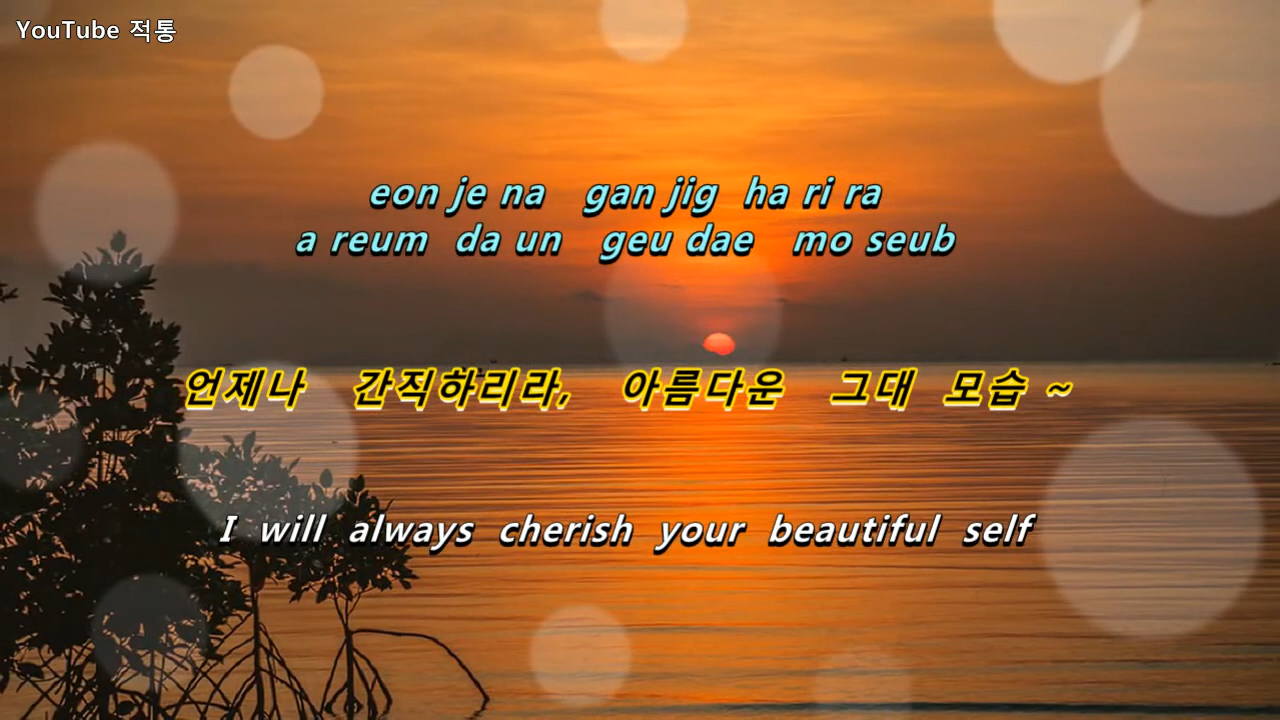 YouTube 적통
eon je na gan jig ha ri ra
a reum da un geu dae mo seub
언제나 간직하리라, 아름다운 그대 모습 ~
I will always cherish your beautiful self